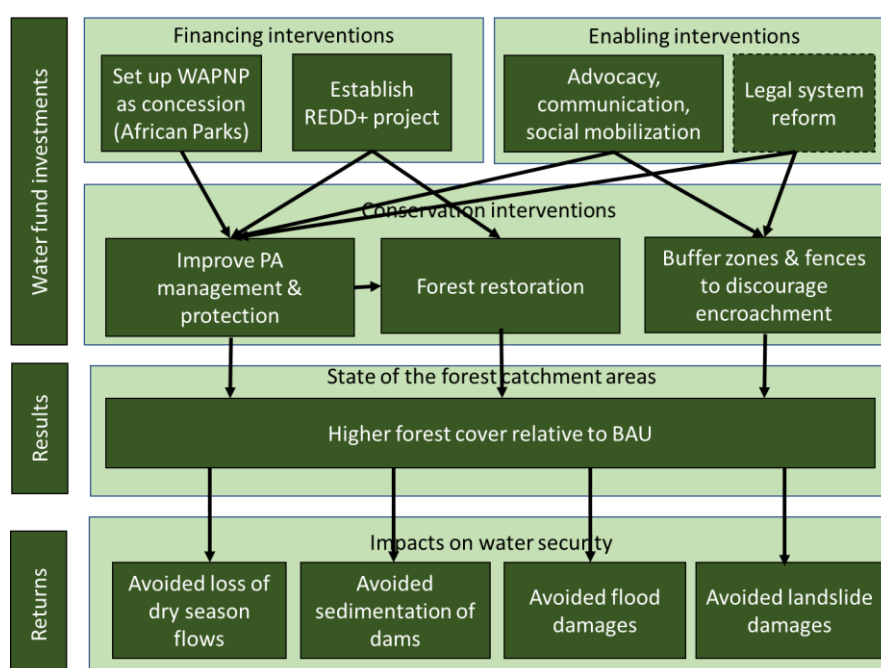 Water fund investments
Financing interventions
Set up WAPNP
as concession
(African Parks)
Establish
REDD+ project
Enabling interventions
Advocacy,
communication,
social mobilization
Legal system
reform
Conservation interventions
Improve PA
management &
protection
Forest restoration
Buffer zones & fences
to discourage
encroachment
Results
State of the forest catchment areas
Higher forest cover relative to BAU
Returns
Impacts on water security
Avoided loss of
dry season
flows
Avoided
sedimentation of
dams
Avoided flood
damages
Avoided landslide
damages